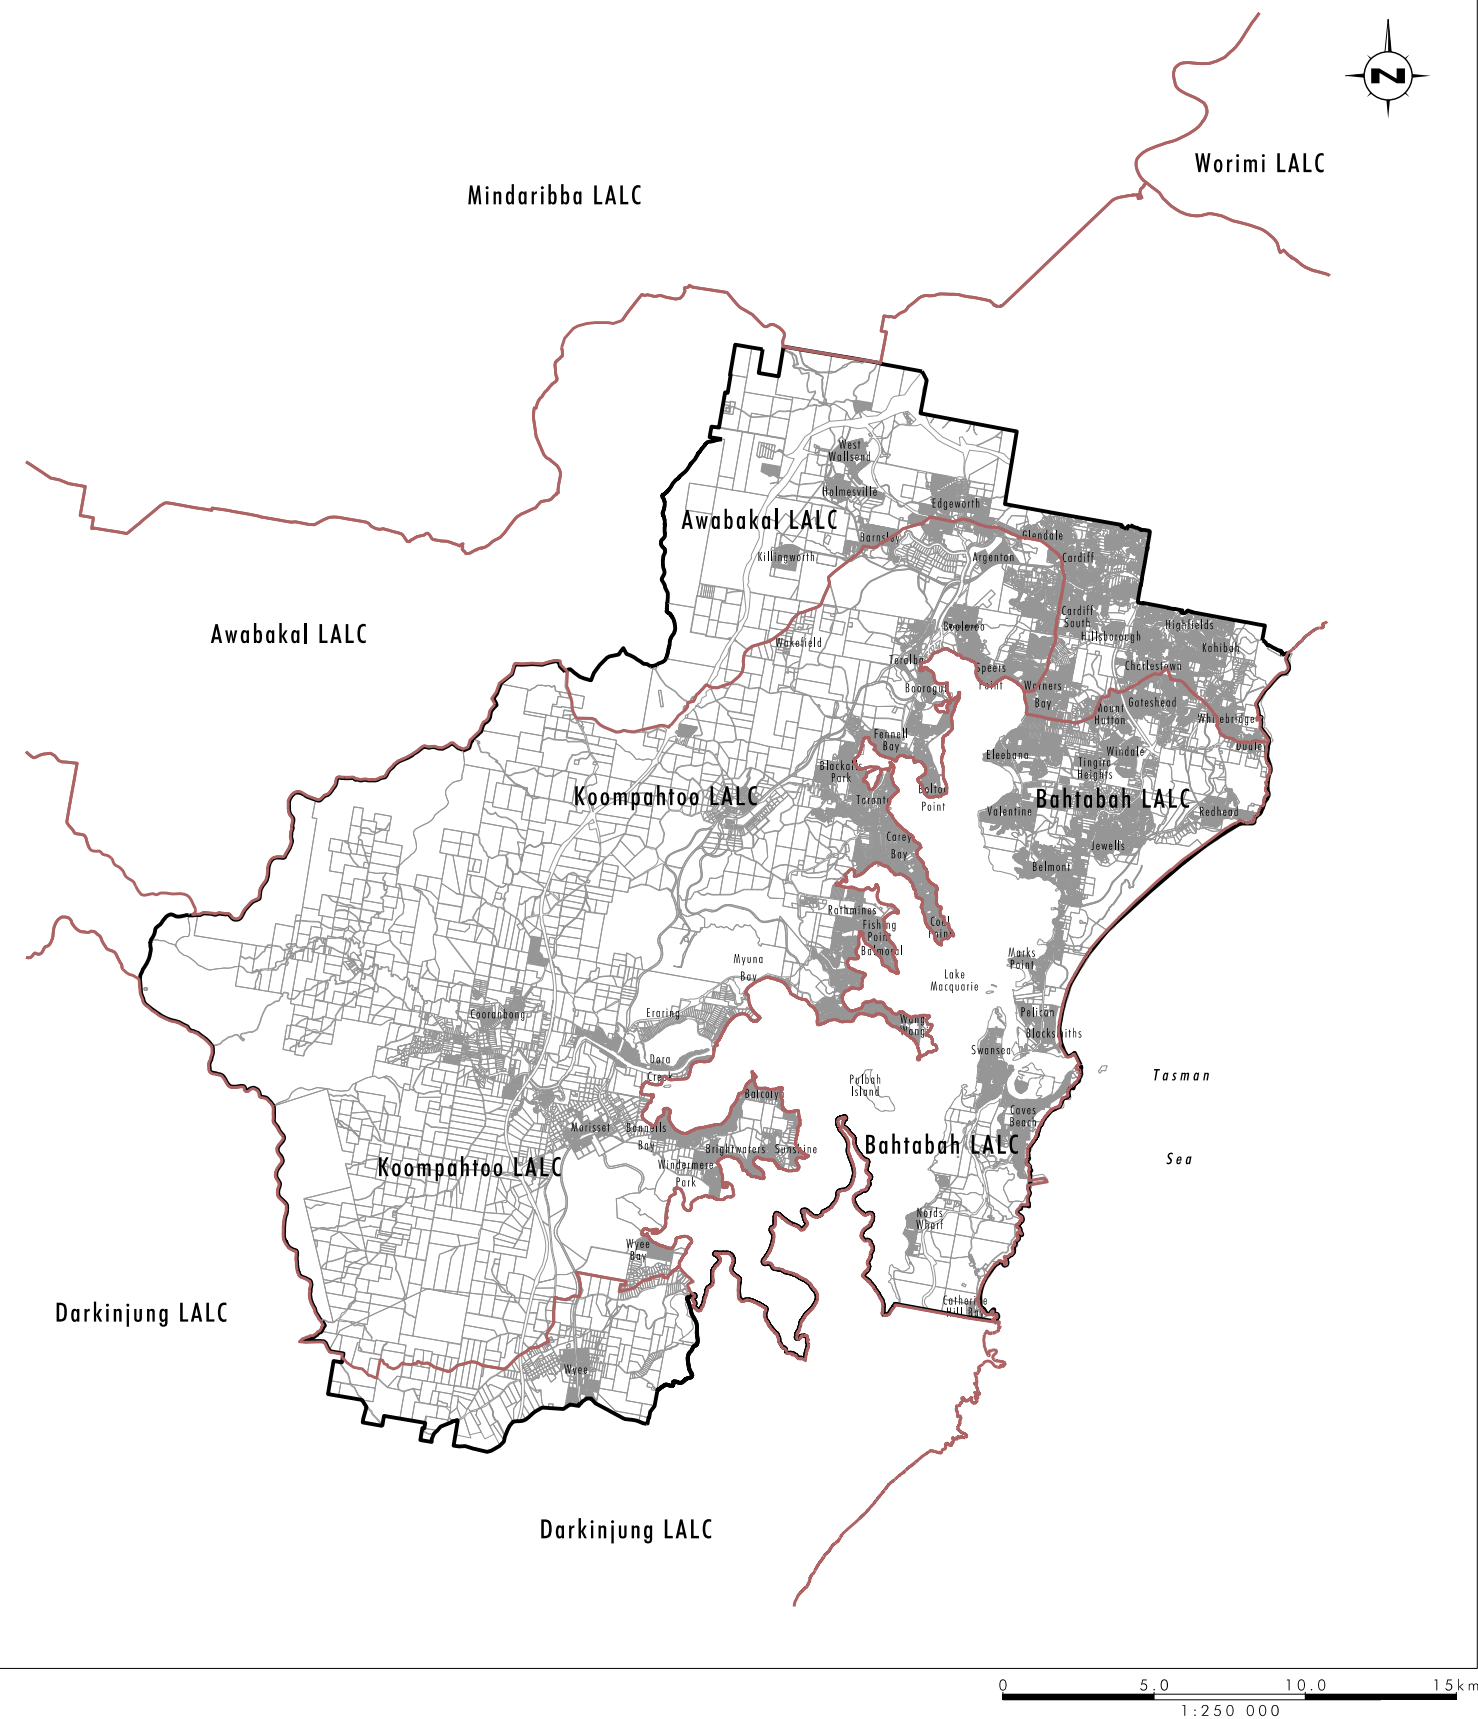 N
Worimi LALC
Mindaribba LALC
West
Wallsend
Holmesville
Edgeworth
Awabakal LALC
Barnsley
Glendale
Killingworth
Argenton
Cardiff
Cardiff
South
Booleroo
Highfields
Awabakal LALC
Hillsborough
Wakefield
Kahibah
Teralba
Speers
Point
Charlestown
Booragul
Warners
Bay
Mount
Hutton
Gateshead
Whitebridge
Fennell
Bay
Dudley
Eleebana
Windale
Tingira
Heights
Blackalls
Park
Koompahtoo LALC
Toronto
Bolton
Point
Bahtabah LALC
Valentine
Redhead
Carey
Bay
Jewells
Belmont
Rathmines
Fishing
Point
Coal
Point
Balmoral
Myuna
Bay
Marks
Point
Lake
Macquarie
Cooranbong
Eraring
Pelican
Wangi
Wangi
Blacksmiths
Swansea
Dora
Creek
Pulbah
Island
Tasman
Balcolyn
Caves
Beach
Morisset
Bonnells
Bay
Brightwaters
Sunshine
Bahtabah LALC
Sea
Koompahtoo LALC
Windermere
Park
Nords
Wharf
Wyee
Bay
Catherine
Hill Bay
Darkinjung LALC
Wyee
Darkinjung LALC
0 5.0 10.0 15km
1:250 000